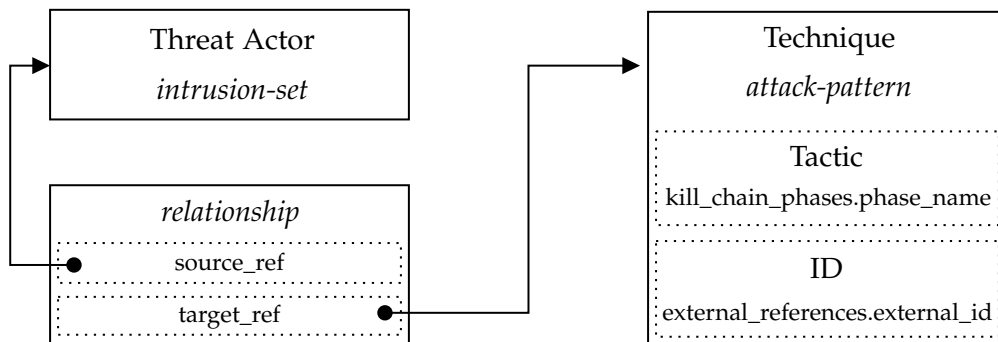 Threat Actor
intrusion-set
relationship
source_ref
target_ref
Technique
attack-pattern
Tactic
kill_chain_phases.phase_name
ID
external_references.external_id